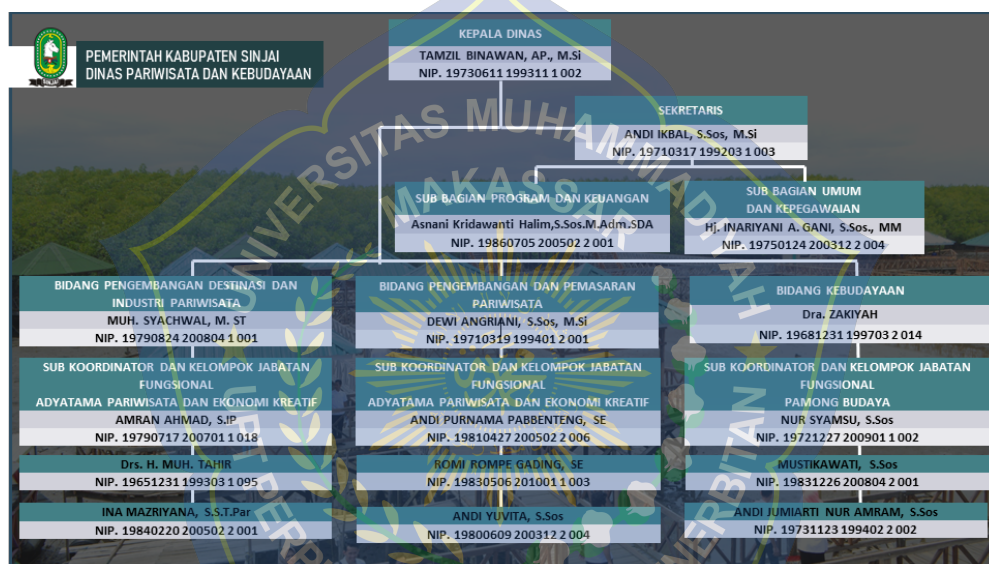 PEMERINTAH KABUPATEN SINJAI
DINAS PARIWISATA DAN KEBUDAYAAN
KEPALA DINAS
TAMZIL BINAWAN, AP., M.Si
NIP. 19730611 199311 1 002
SEKRETARIS
ANDI IKBAL, S.Sos, M.Si
NIP. 19710317 199203 1 003
SUB BAGIAN PROGRAM DAN KEUANGAN
Asnani Kridawanti Halim,S.Sos.M.Adm.SDA
NIP. 19860705 200502 2 001
SUB BAGIAN UMUM
DAN KEPEGAWAIAN
Hj. INARIYANI A. GANI, S.Sos., MM
NIP. 19750124 200312 2 004
BIDANG PENGEMBANGAN DESTINASI DAN
INDUSTRI PARIWISATA
MUH. SYACHWAL, M. ST
NIP. 19790824 200804 1 001
BIDANG PENGEMBANGAN DAN PEMASARAN
PARIWISATA
DEWI ANGRIANI, S.Sos, M.Si
NIP. 19710319 199401 2 001
BIDANG KEBUDAYAAN
Dra. ZAKIYAH
NIP. 19681231 199703 2 014
SUB KOORDINATOR DAN KELOMPOK JABATAN
FUNGSIONAL
ADYATAMA PARIWISATA DAN EKONOMI KREATIF
AMRAN AHMAD, S.IP
NIP. 19790717 200701 1 018
Drs. H. MUH. TAHIR
NIP. 19651231 199303 1 095
INA MAZRIYANA, S.S.T.Par
NIP. 19840220 200502 2 001
SUB KOORDINATOR DAN KELOMPOK JABATAN
FUNGSIONAL
ADYATAMA PARIWISATA DAN EKONOMI KREATIF
ANDI PURNAMA PABBENTENG, SE
NIP. 19810427 200502 2 006
ROMI ROMPE GADING, SE
NIP. 19830506 201001 1 003
ANDI YUVITA, S.Sos
NIP. 19800609 200312 2 004
SUB KOORDINATOR DAN KELOMPOK JABATAN
FUNGSIONAL
PAMONG BUDAYA
NUR SYAMSU, S.Sos
NIP. 19721227 200901 1 002
MUSTIKAWATI, S.Sos
NIP. 19831226 200804 2 001
ANDI JUMIARTI NUR AMRAM, S.Sos
NIP. 19731123 199402 2 002
UNIVERSITAS MUHAMMADIYAH
MAKASSAR